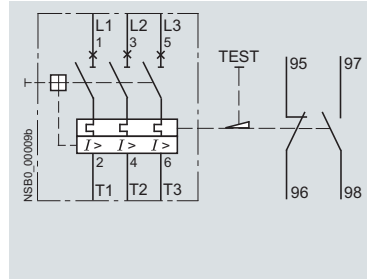 L1 L2 L3
1 3 5
TEST
95 97
I> I> I>
2 4 6
T1 T2 T3
96 98
NSB0_00009b